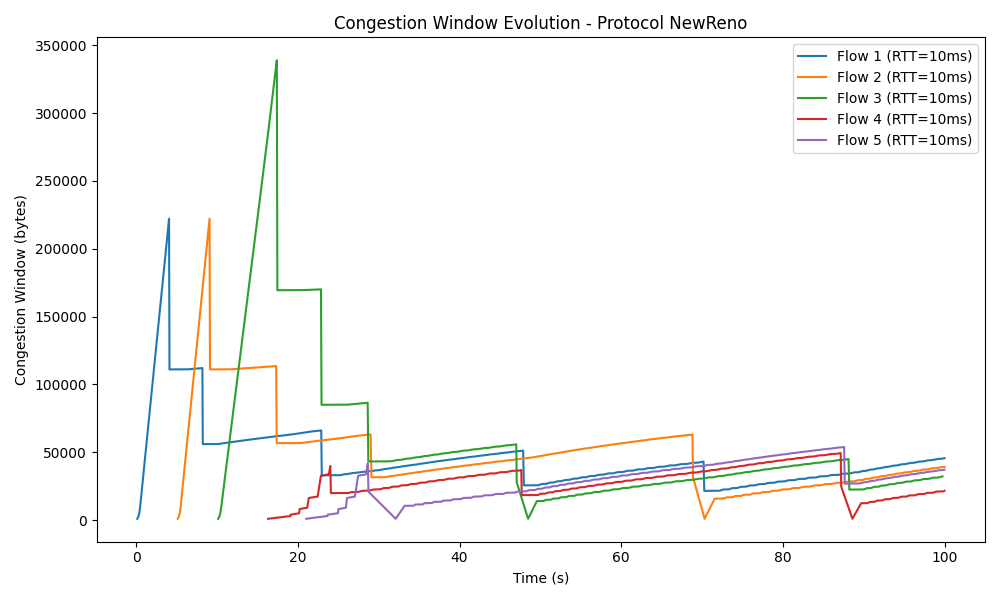 Congestion Window Evolution - Protocol NewReno
Congestion Window (bytes)
350000
300000
250000
200000
150000
100000
50000
0
Flow 1 (RTT=10ms)
Flow 2 (RTT=10ms)
Flow 3 (RTT=10ms)
Flow 4 (RTT=10ms)
Flow 5 (RTT=10ms)
0 20 40 60 80 100
Time (s)